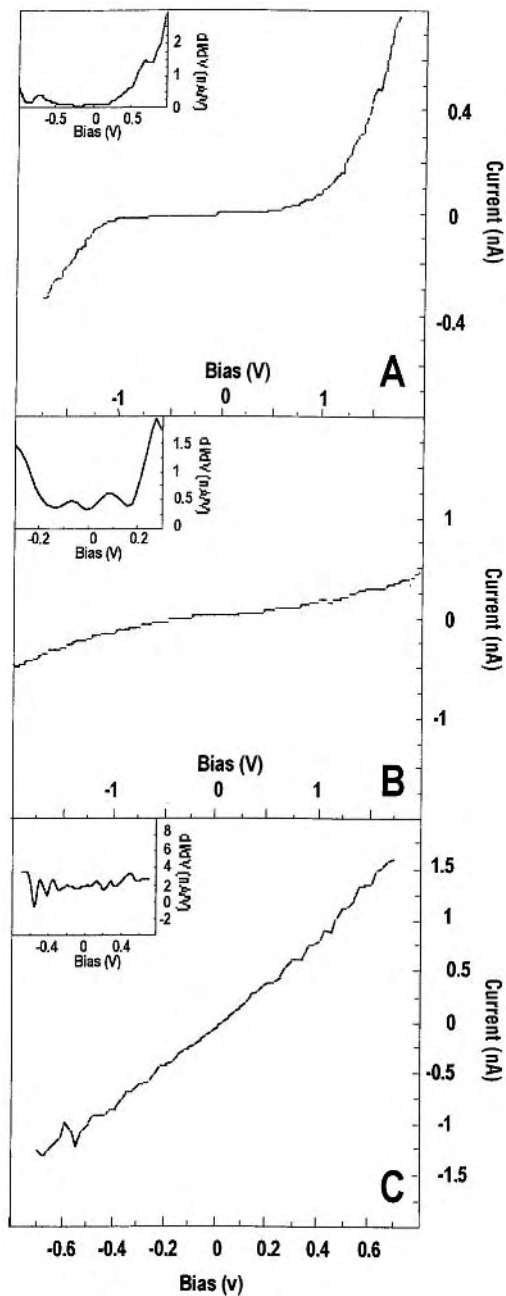 2
1
0
dI/dV (nA/V)
-0.5 0 0.5
Bias (V)
0.4
0
-0.4
Current (nA)
Bias (V)
-1 0 1
A
1.5
1
0.5
0
dI/dV (nA/V)
-0.2 0 0.2
Bias (V)
1
0
-1
Current (nA)
Bias (V)
-1 0 1
B
8
6
4
2
0
-2
dI/dV (nA/V)
-0.4 0 0.4
Bias (V)
1.5
1
0.5
0
-0.5
-1
-1.5
Current (nA)
C
-0.6 -0.4 -0.2 0 0.2 0.4 0.6
Bias (v)